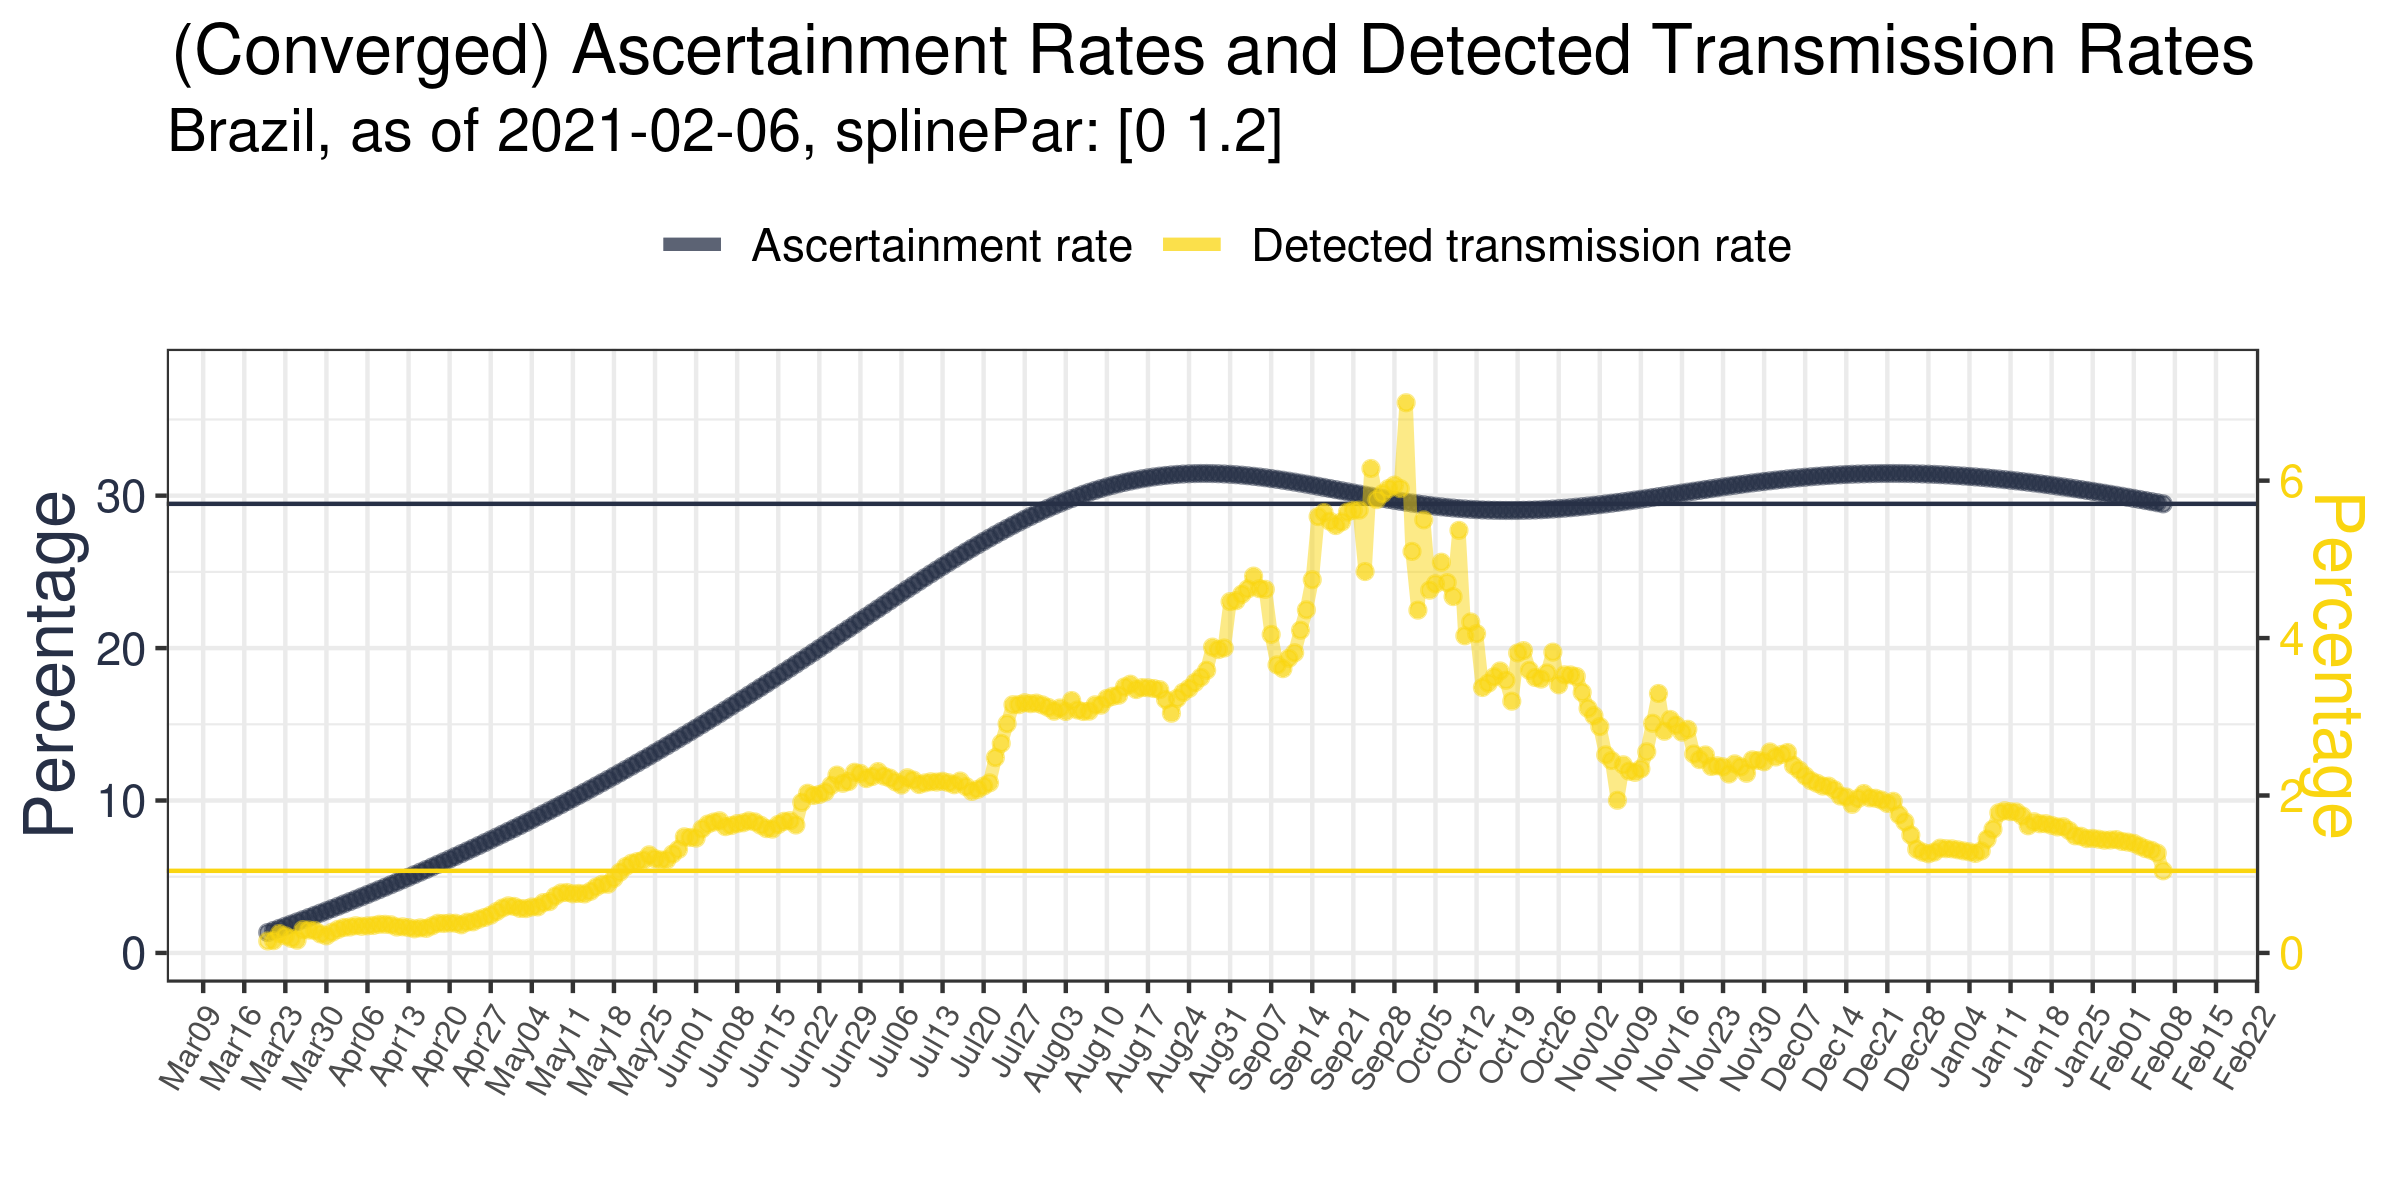 (Converged) Ascertainment Rates and Detected Transmission Rates
Brazil, as of 2021-02-06, splinePar: [0 1.2]
Ascertainment rate
Detected transmission rate
Percentage
30
20
10
0
6
4
2
0
Percentage
Mar09
Mar16
Mar23
Mar30
Apr06
Apr13
Apr20
Apr27
May04
May11
May18
May25
Jun01
Jun08
Jun15
Jun22
Jun29
Jul06
Jul13
Jul20
Jul27
Aug03
Aug10
Aug17
Aug24
Aug31
Sep07
Sep14
Sep21
Sep28
Oct05
Oct12
Oct19
Oct26
Nov02
Nov09
Nov16
Nov23
Nov30
Dec07
Dec14
Dec21
Dec28
Jan04
Jan11
Jan18
Jan25
Feb01
Feb08
Feb15
Feb22